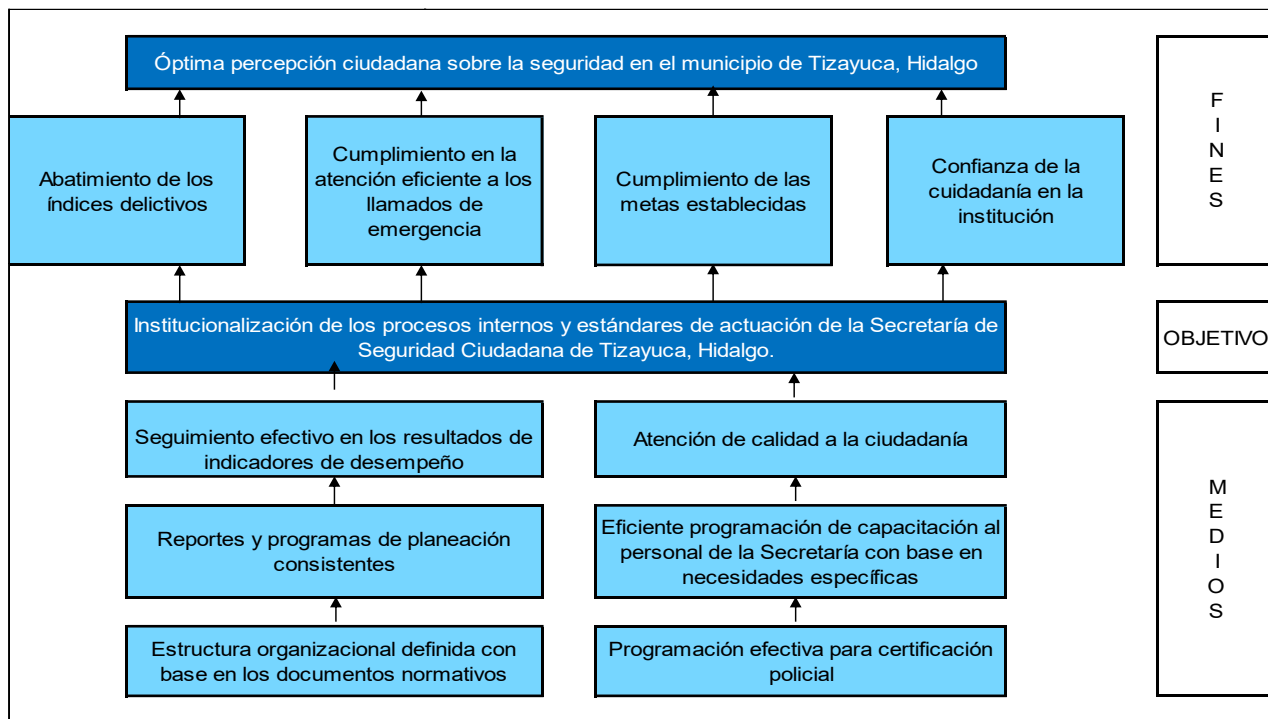 Óptima percepción ciudadana sobre la seguridad en el municipio de Tizayuca, Hidalgo
Abatimiento de los
índices delictivos
Cumplimiento en la
atención eficiente a los
llamados de
emergencia
Cumplimiento de las
metas establecidas
Confianza de la
cuidadanía en la
institución
F
I
N
E
S
Institucionalización de los procesos internos y estándares de actuación de la Secretaría de
Seguridad Ciudadana de Tizayuca, Hidalgo.
OBJETIVO
Seguimiento efectivo en los resultados de
indicadores de desempeño
Atención de calidad a la ciudadanía
Reportes y programas de planeación
consistentes
Eficiente programación de capacitación al
personal de la Secretaría con base en
necesidades específicas
Estructura organizacional definida con
base en los documentos normativos
Programación efectiva para certificación
policial
M
E
D
I
O
S